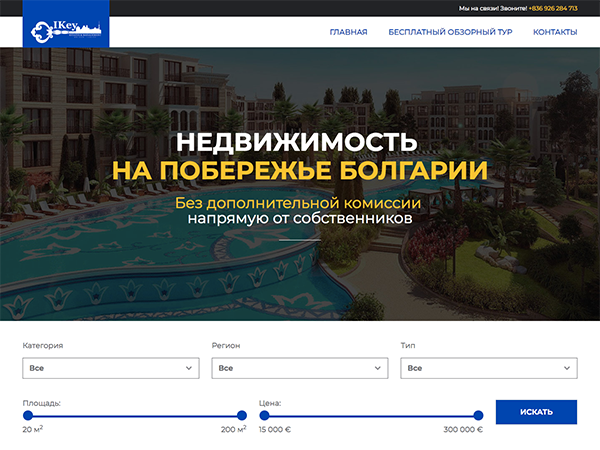 Мы на связи! Звоните! +836 926 284 713
IKey
ГЛАВНАЯ
БЕСПЛАТНЫЙ ОБЗОРНЫЙ ТУР
КОНТАКТЫ
НЕДВИЖИМОСТЬ
НА ПОБЕРЕЖЬЕ БОЛГАРИИ
Без дополнительной комиссии
напрямую от собственников
Категория
Регион
Тип
Все
Все
Все
Площадь:
Цена:
20 м²
200 м²
15 000 €
300 000 €
ИСКАТЬ